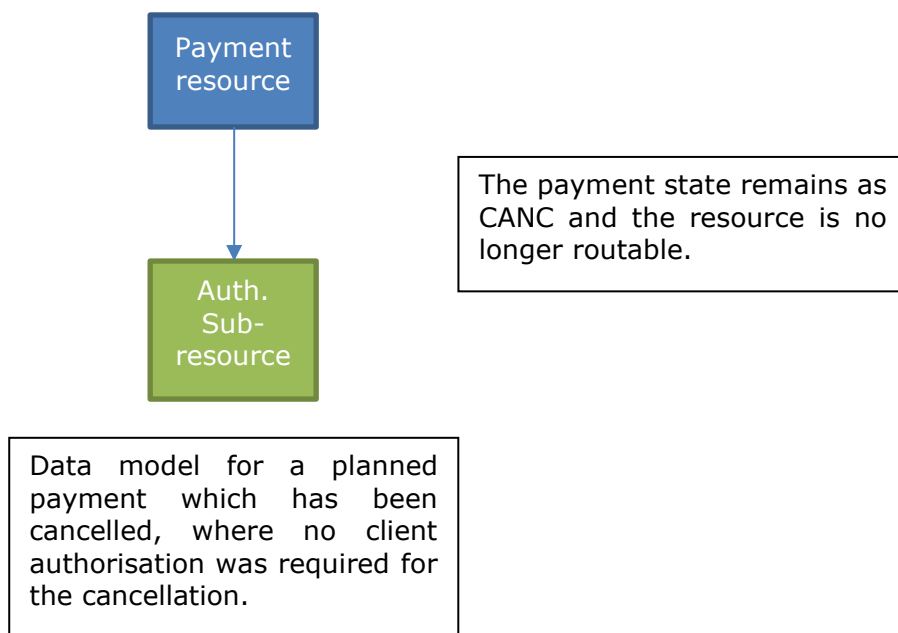 Payment
resource
The payment state remains as
CANC and the resource is no
longer routable.
Auth.
Sub-
resource
Data model for a planned
payment which has been
cancelled, where no client
authorisation was required for
the cancellation.